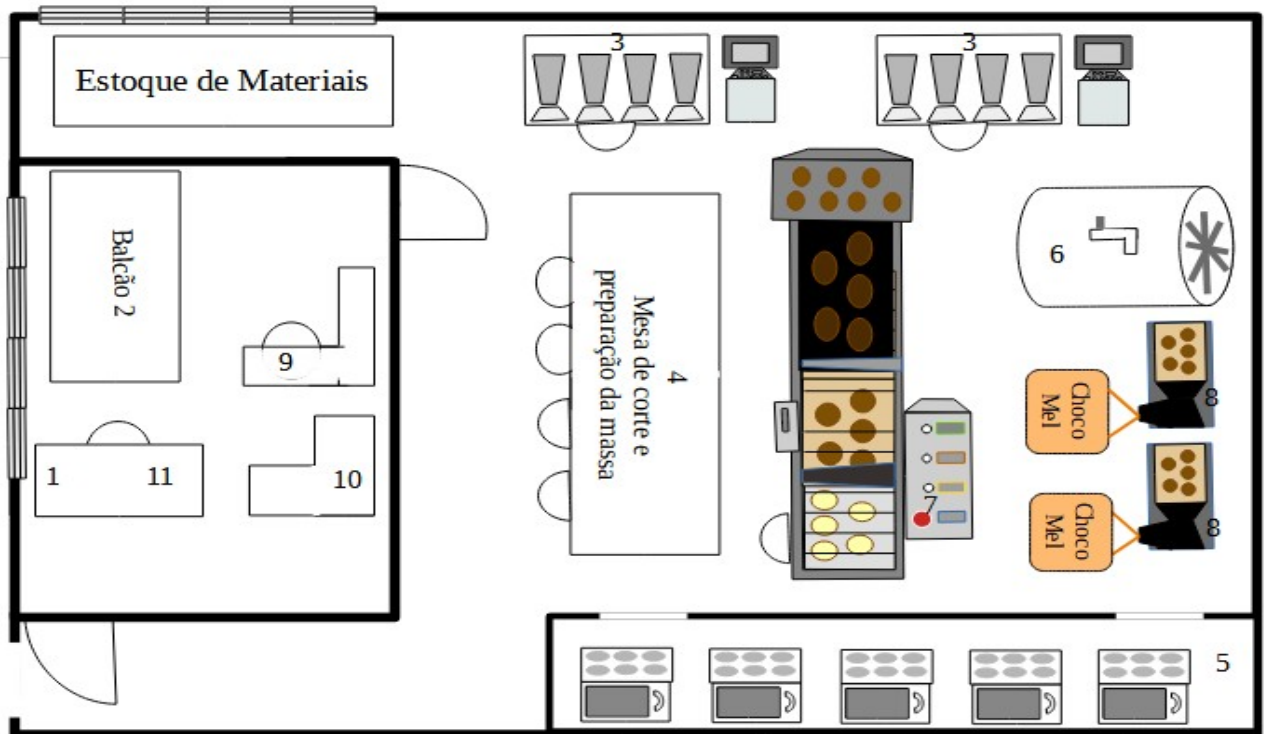 3
3
Estoque de Materiais
Balcão 2
6
Mesa de corte e
preparação da massa
4
9
Choco
Mel
8
1
11
10
7
Choco
Mel
8
5